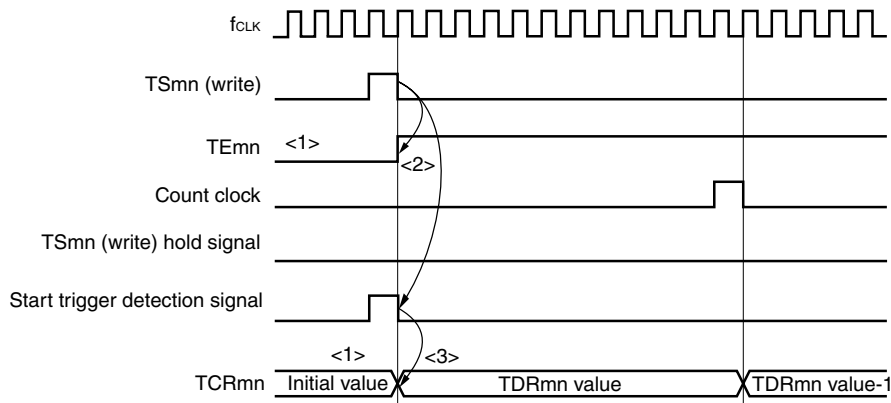 fCLK
TSmn (write)
<1>
TEmn
<2>
Count clock
TSmn (write) hold signal
Start trigger detection signal
<1>
<3>
TCRmn
Initial value
TDRmn value
TDRmn value-1